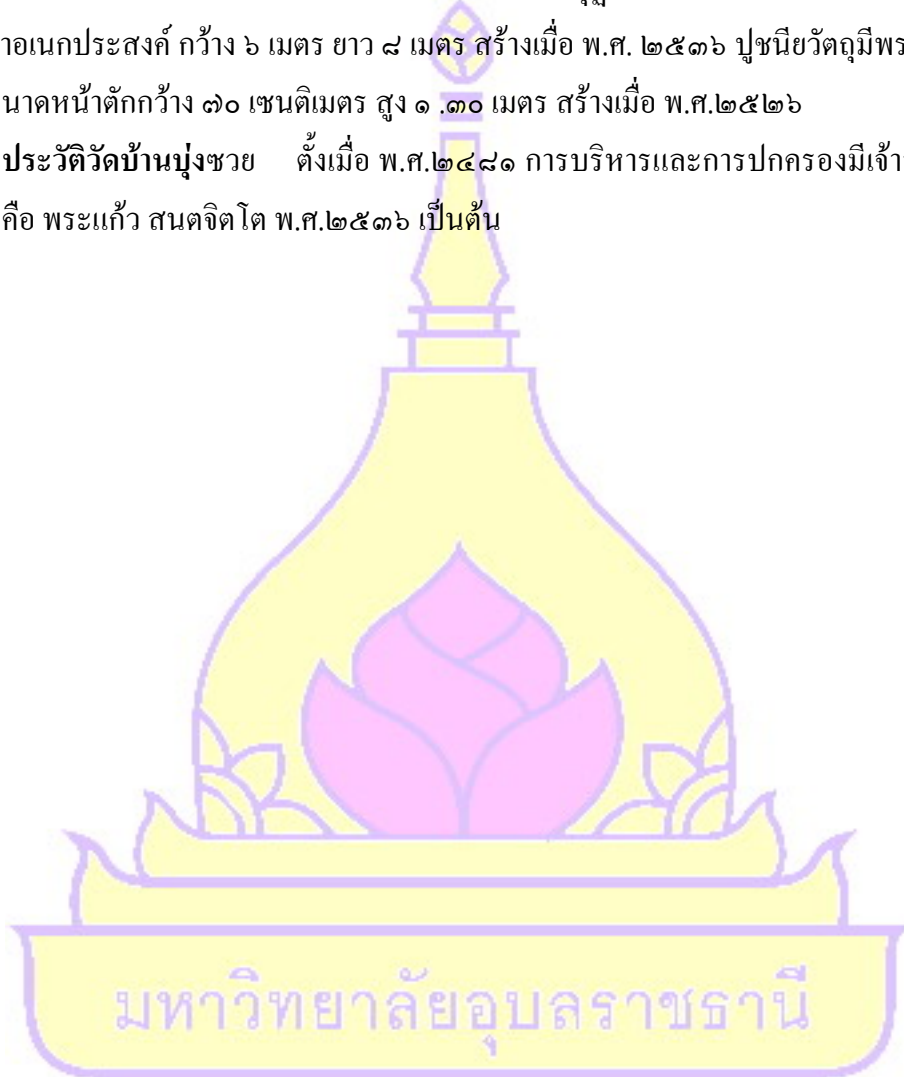 าอเนกประสงค์ กว้าง ๖ เมตร ยาว ๘ เมตร สร้างเมื่อ พ.ศ. ๒๕๓๖ ปูชนียวัตถุมีพร
นาดหน้าตักกว้าง ๗๐ เซนติเมตร สูง ๑ .๓๐ เมตร สร้างเมื่อ พ.ศ.๒๕๒๖
ประวัติวัดบ้านบุ่งซวย ตั้งเมื่อ พ.ศ.๒๔๘๑ การบริหารและการปกครองมีเจ้า
คือ พระแก้ว สนตจิตโต พ.ศ.๒๕๓๖ เป็นต้น
มหาวิทยาลัยอุบลราชธานี